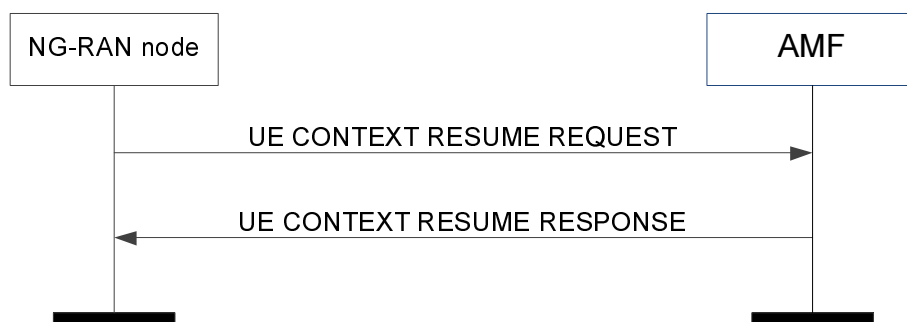 NG-RAN node
AMF
UE CONTEXT RESUME REQUEST
UE CONTEXT RESUME RESPONSE